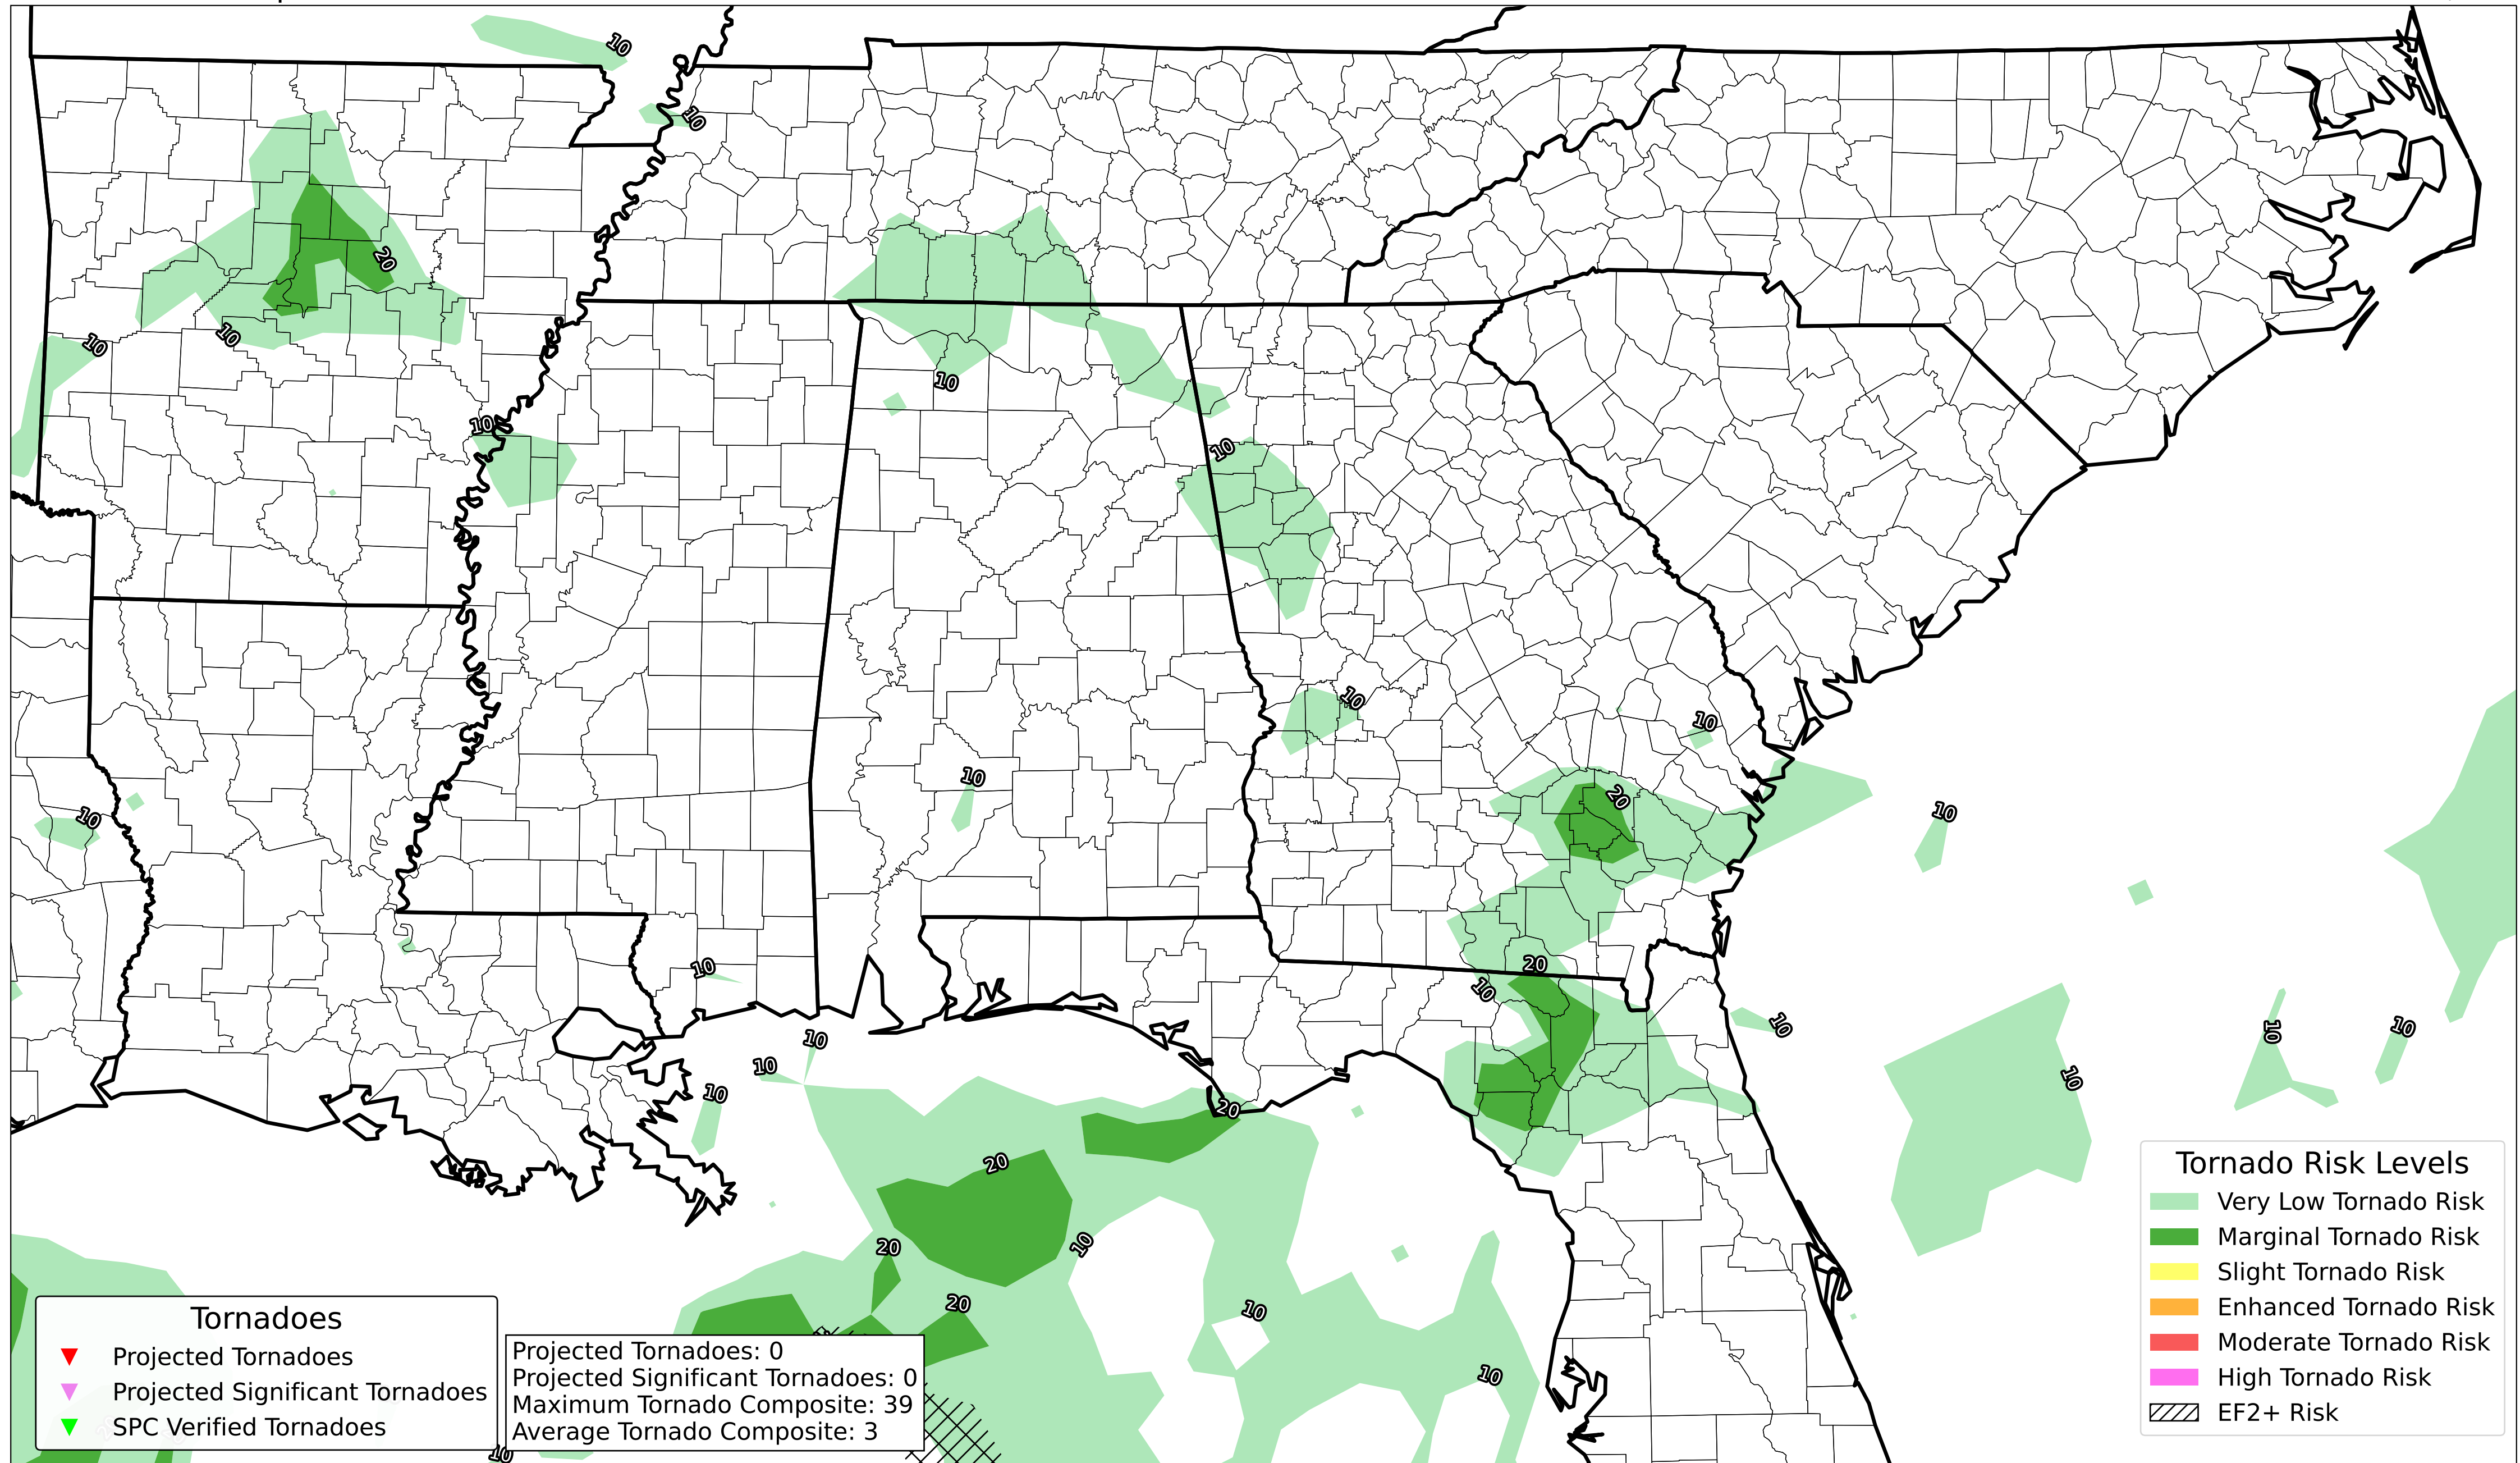 10
10
20
10
10
10
10
10
10
10
20
10
10
10
10
20
10
10
10
10
10
10
10
10
20
20
10
20
20
10
10
10
Tornado Risk Levels
Very Low Tornado Risk
Marginal Tornado Risk
Slight Tornado Risk
Enhanced Tornado Risk
Moderate Tornado Risk
High Tornado Risk
EF2+ Risk
Tornadoes
Projected Tornadoes
Projected Significant Tornadoes
SPC Verified Tornadoes
Projected Tornadoes: 0
Projected Significant Tornadoes: 0
Maximum Tornado Composite: 39
Average Tornado Composite: 3